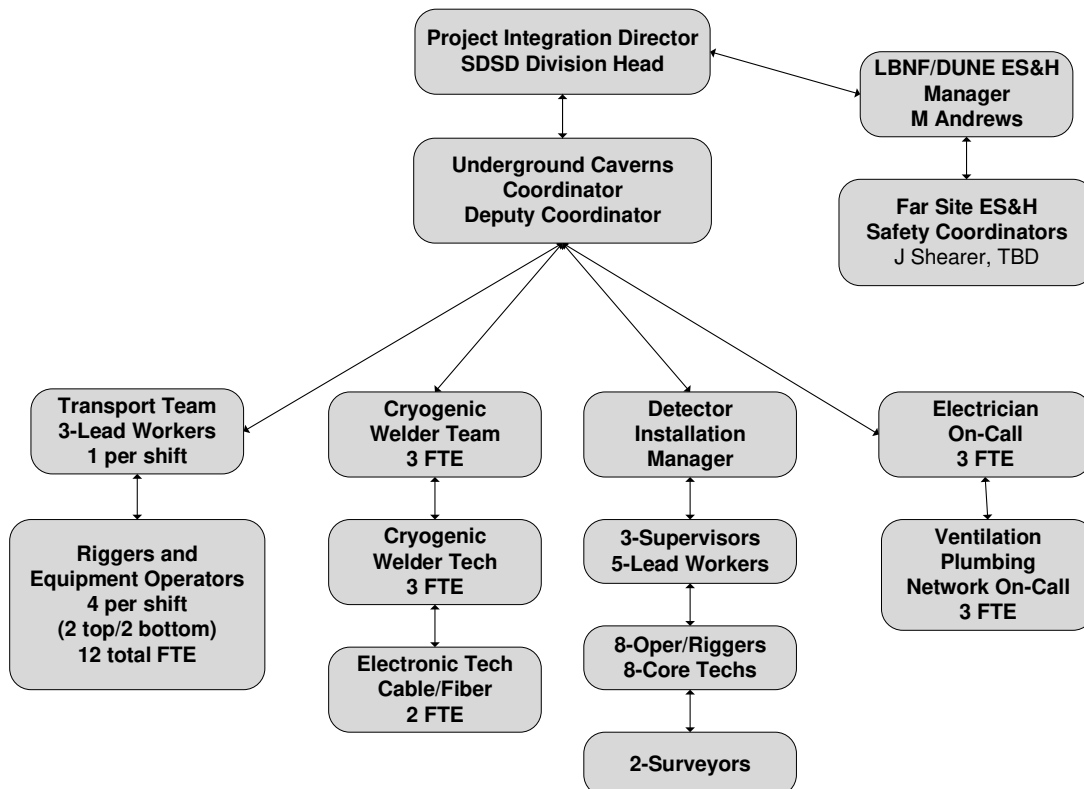 Project Integration Director
SDSD Division Head
LBNF/DUNE ES&H
Manager
M Andrews
Underground Caverns
Coordinator
Deputy Coordinator
Far Site ES&H
Safety Coordinators
J Shearer, TBD
Transport Team
3-Lead Workers
1 per shift
Riggers and
Equipment Operators
4 per shift
(2 top/2 bottom)
12 total FTE
Cryogenic
Welder Team
3 FTE
Cryogenic
Welder Tech
3 FTE
Electronic Tech
Cable/Fiber
2 FTE
Detector
Installation
Manager
3-Supervisors
5-Lead Workers
8-Oper/Riggers
8-Core Techs
2-Surveyors
Electrician
On-Call
3 FTE
Ventilation
Plumbing
Network On-Call
3 FTE